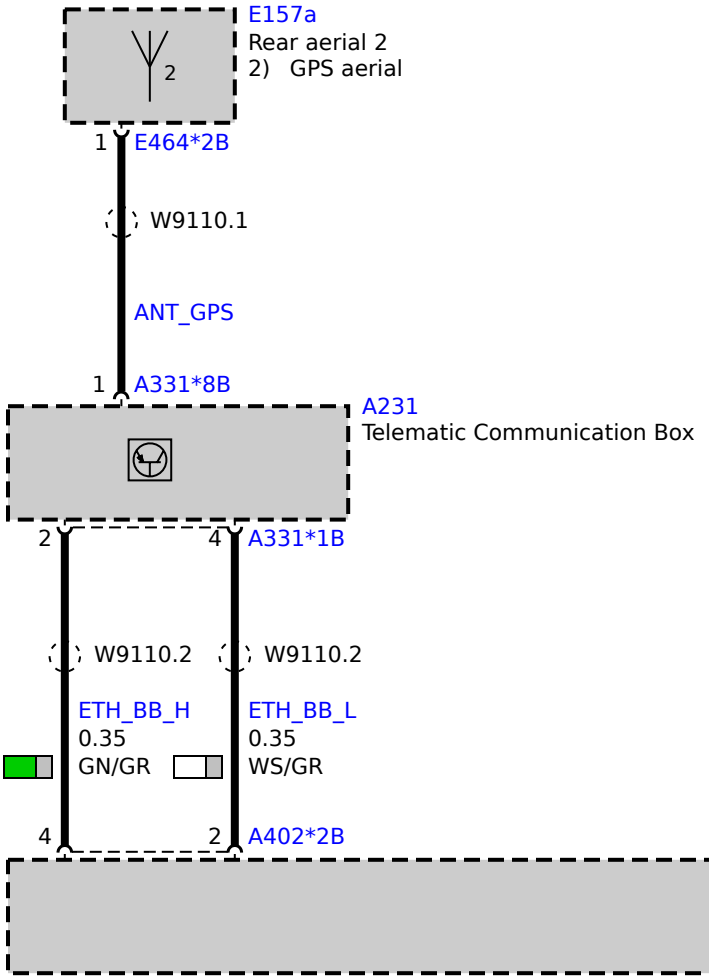 E157a
Rear aerial 2
2) GPS aerial
2
1 E464*2B
W9110.1
ANT_GPS
1 A331*8B
A231
Telematic Communication Box
2 4 A331*1B
W9110.2 W9110.2
ETH_BB_H ETH_BB_L
0.35 0.35
GN/GR WS/GR
4 2 A402*2B